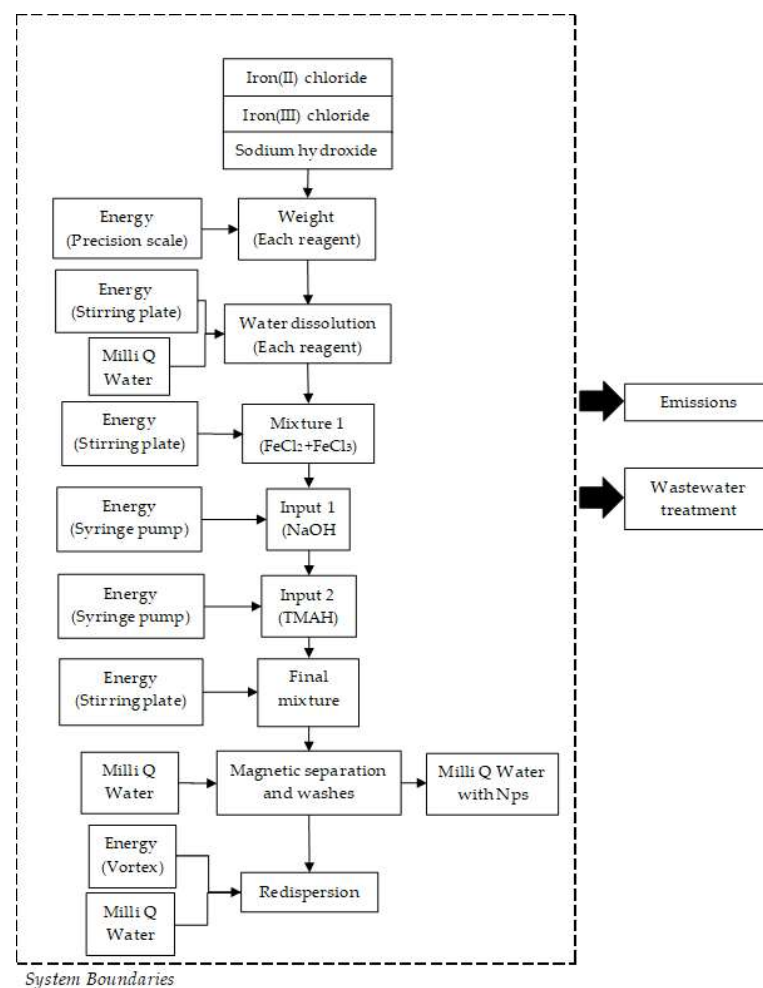 Iron(II) chloride
Iron(III) chloride
Sodium hydroxide
Energy
(Precision scale)
Weight
(Each reagent)
Energy
(Stirring plate)
Milli Q
Water
Water dissolution
(Each reagent)
Energy
(Stirring plate)
Mixture 1
(FeCl₂+FeCl₃)
Energy
(Syringe pump)
Input 1
(NaOH
Energy
(Syringe pump)
Input 2
(TMAH)
Energy
(Stirring plate)
Final
mixture
Milli Q
Water
Magnetic separation
and washes
Milli Q Water
with Nps
Energy
(Vortex)
Milli Q
Water
Redispersion
Emissions
Wastewater
treatment
System Boundaries